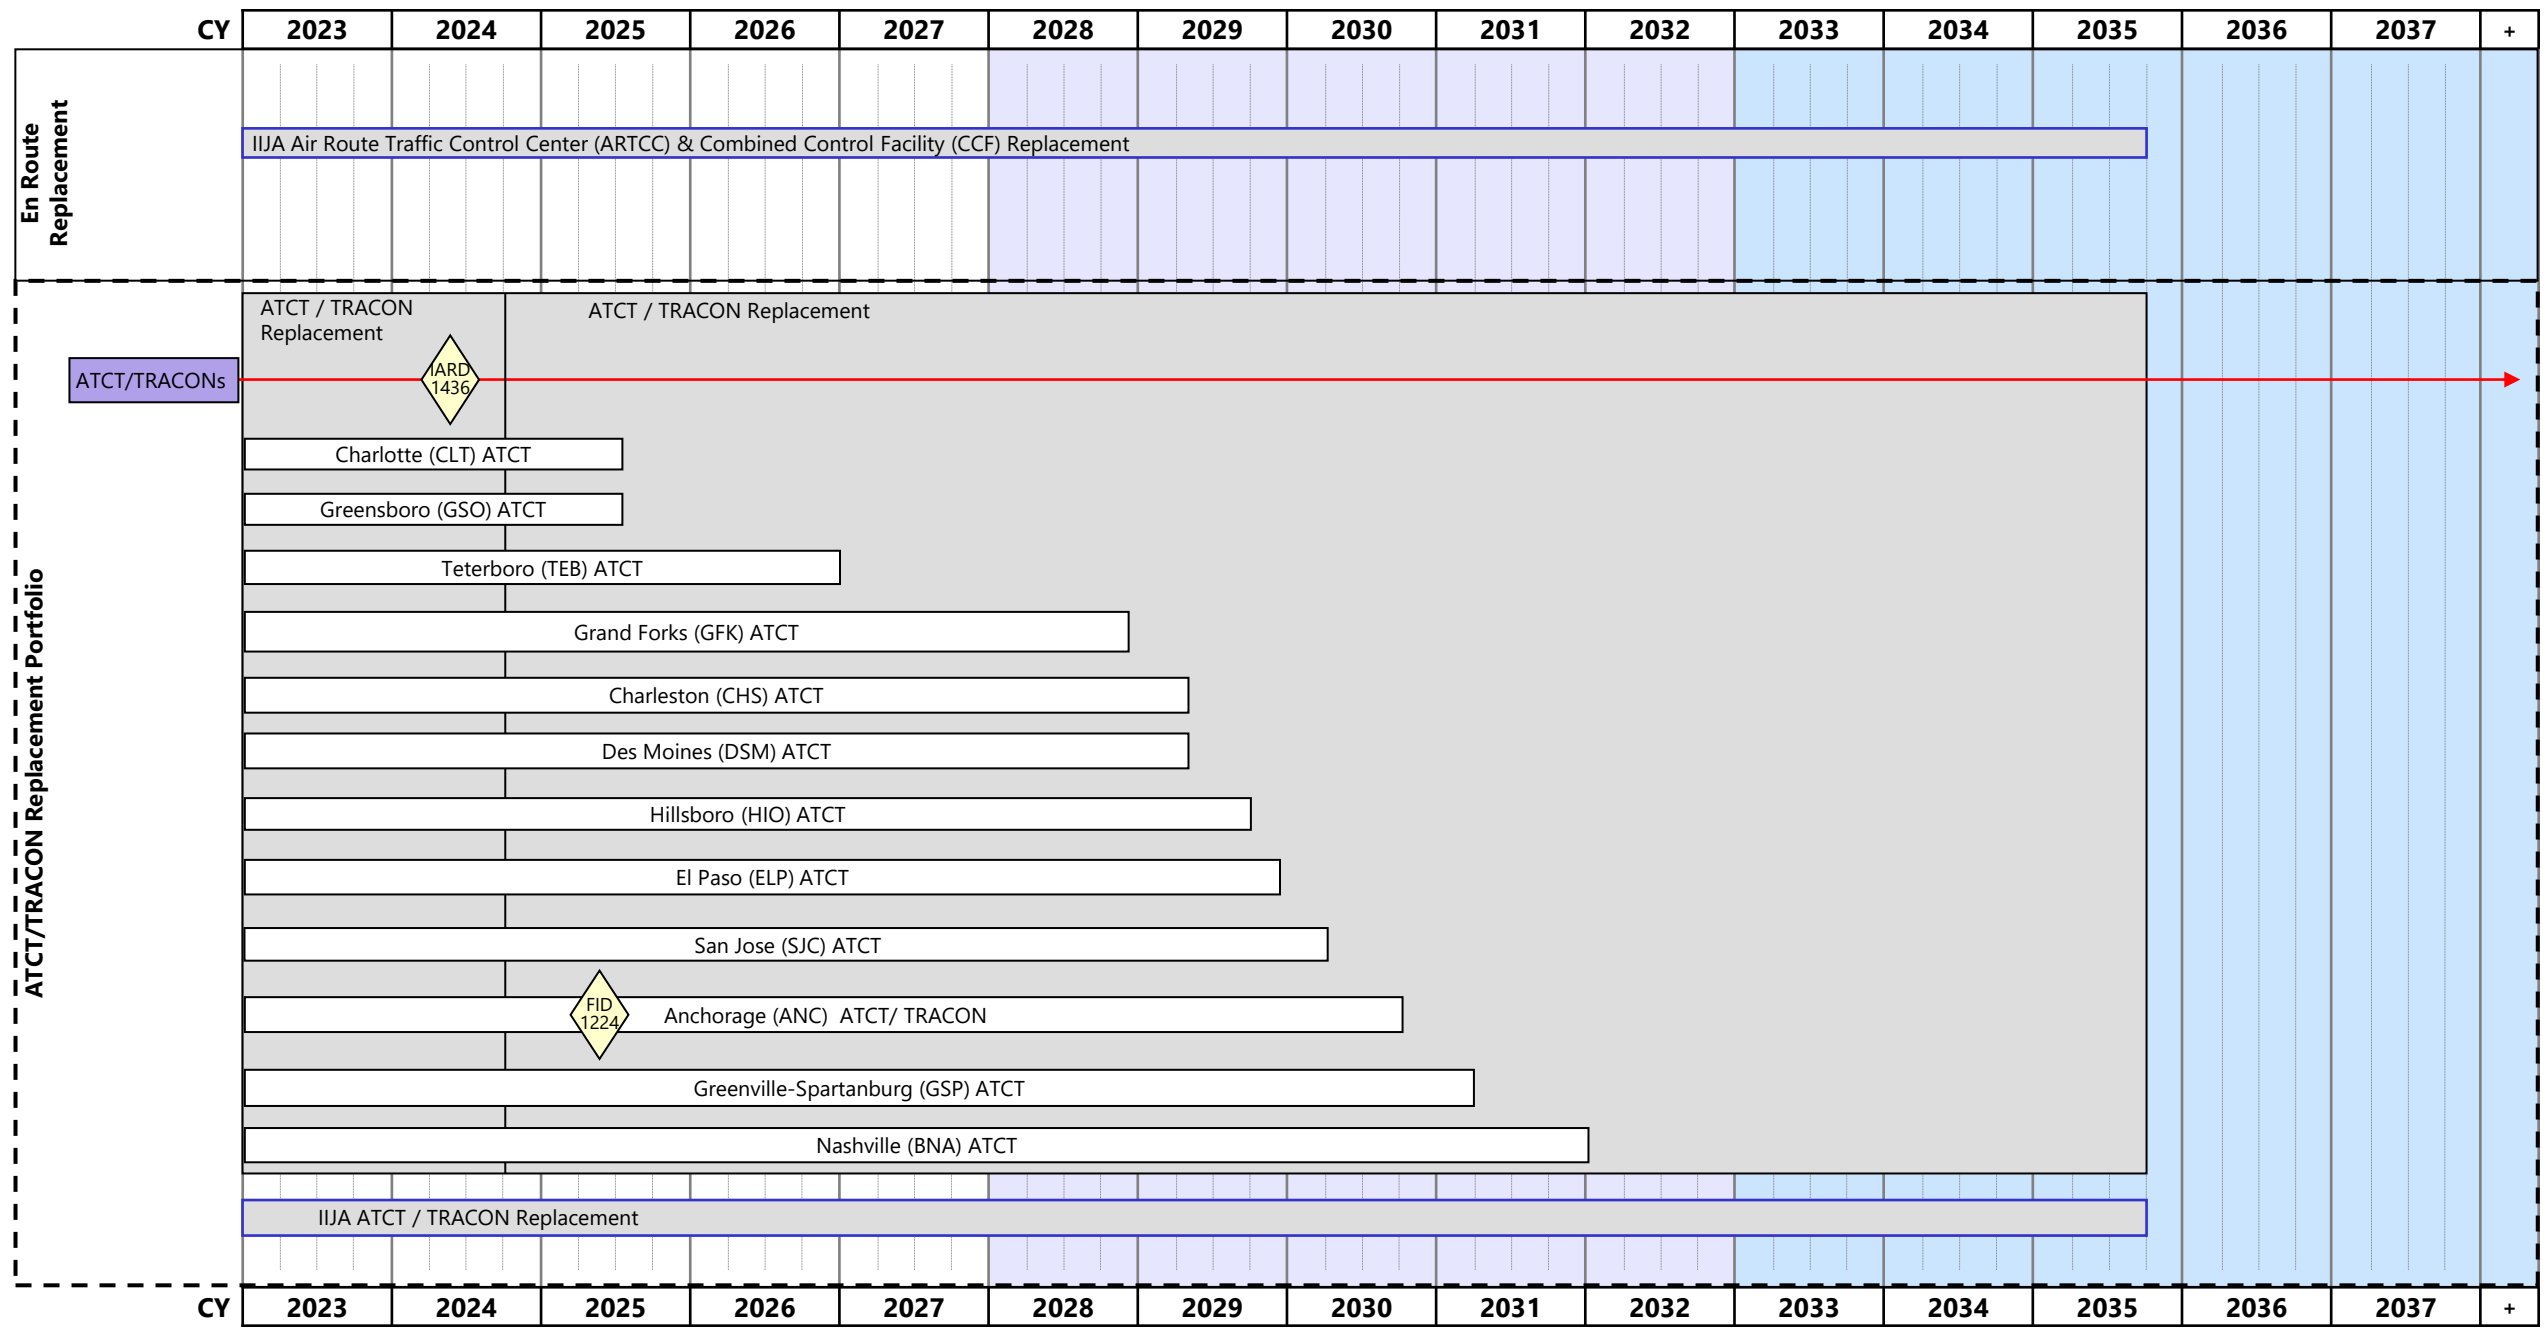 CY 2023 2024 2025 2026 2027 2028 2029 2030 2031 2032 2033 2034 2035 2036 2037 +
En Route
Replacement
IIJA Air Route Traffic Control Center (ARTCC) & Combined Control Facility (CCF) Replacement
ATCT/TRACON Replacement Portfolio
ATCT / TRACON
Replacement
ATCT / TRACON Replacement
ATCT/TRACONs
IARD
1436
Charlotte (CLT) ATCT
Greensboro (GSO) ATCT
Teterboro (TEB) ATCT
Grand Forks (GFK) ATCT
Charleston (CHS) ATCT
Des Moines (DSM) ATCT
Hillsboro (HIO) ATCT
El Paso (ELP) ATCT
San Jose (SJC) ATCT
FID
1224
Anchorage (ANC)  ATCT/ TRACON
Greenville-Spartanburg (GSP) ATCT
Nashville (BNA) ATCT
IIJA ATCT / TRACON Replacement
CY 2023 2024 2025 2026 2027 2028 2029 2030 2031 2032 2033 2034 2035 2036 2037 +